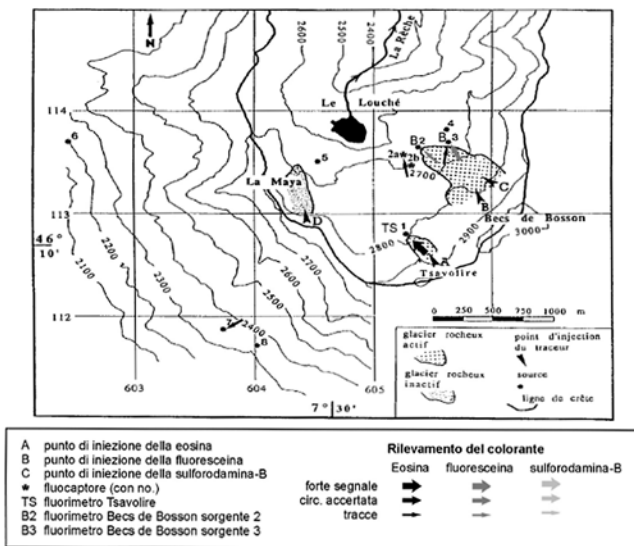 2600
2500
2400
La Rèche
N
Le Louché
114
4
B2
B
3
6
5
2a
2b
2700
C
La Maya
B
113
D
TS 1
Becs de Bosson
2900
3000
46°
10'
2800
A
Tsavolire
2200
2100
2300
2700
2600
2500
2400
112
7
8
0 250 500 750 1000 m
603
604
605
7° 30'
glacier rocheux
actif
point d'injection
du traceur
source
glacier rocheux
inactif
ligne de crête
A punto di iniezione della eosina
B punto di iniezione della fluoresceina
C punto di iniezione della sulforodamina-B
* fluocaptore (con no.)
TS fluorimetro Tsavolire
B2 fluorimetro Becs de Bosson sorgente 2
B3 fluorimetro Becs de Bosson sorgente 3
Rilevamento del colorante
Eosina fluoresceina sulforodamina-B
forte segnale
circ. accertata
tracce